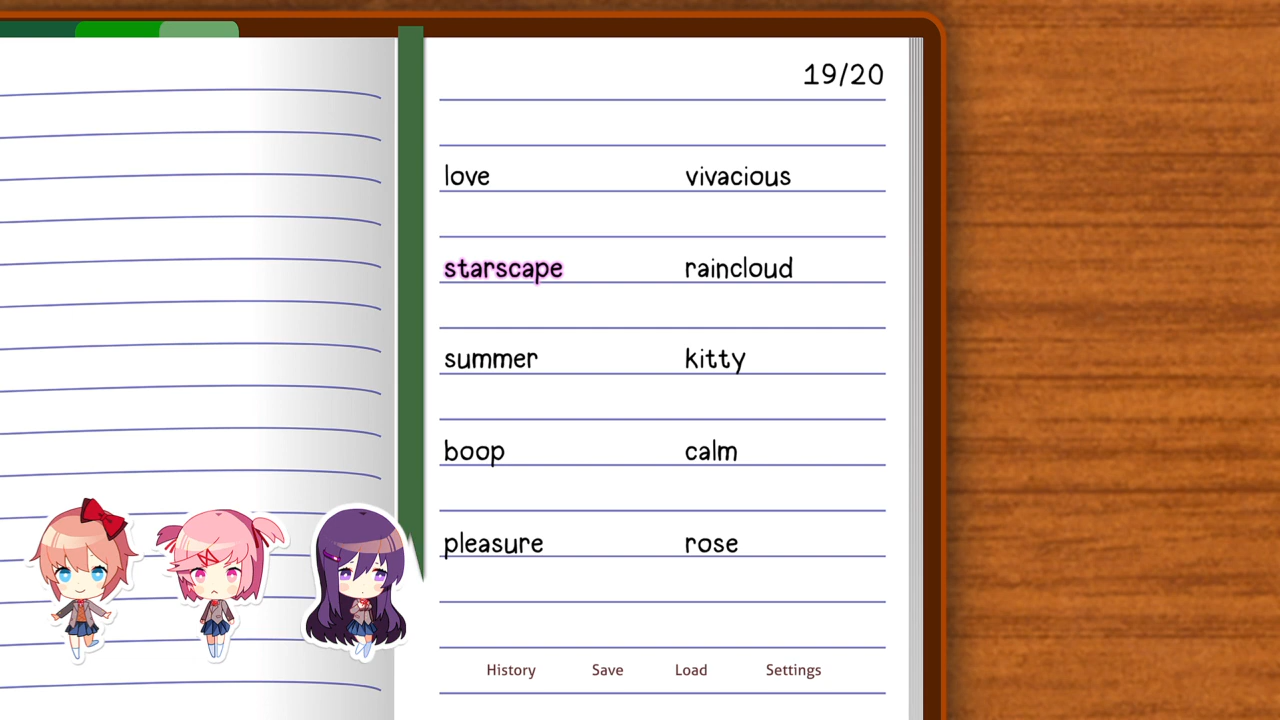 19/20
love vivacious
starscape raincloud
summer kitty
boop calm
pleasure rose
History Save Load Settings